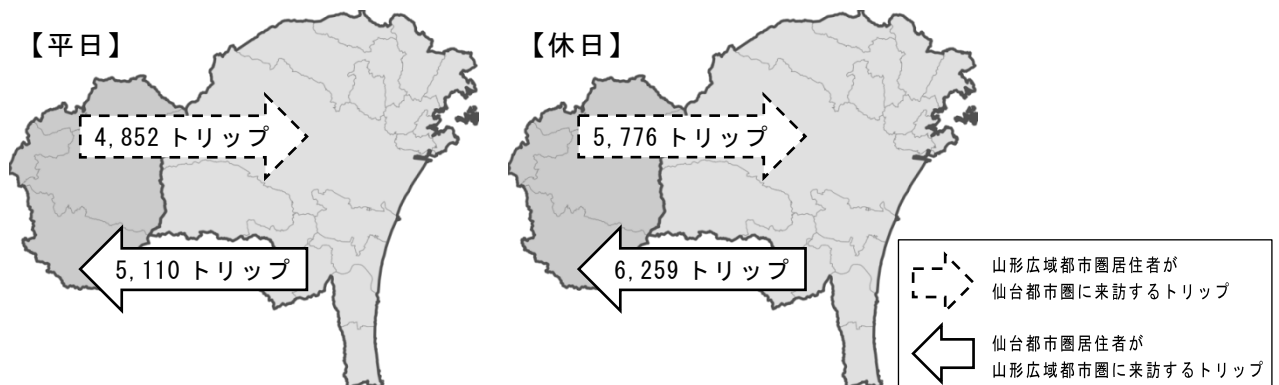 【平日】
4,852 トリップ
5,110 トリップ
【休日】
5,776 トリップ
6,259 トリップ
山形広域都市圏居住者が
仙台都市圏に来訪するトリップ
仙台都市圏居住者が
山形広域都市圏に来訪するトリップ